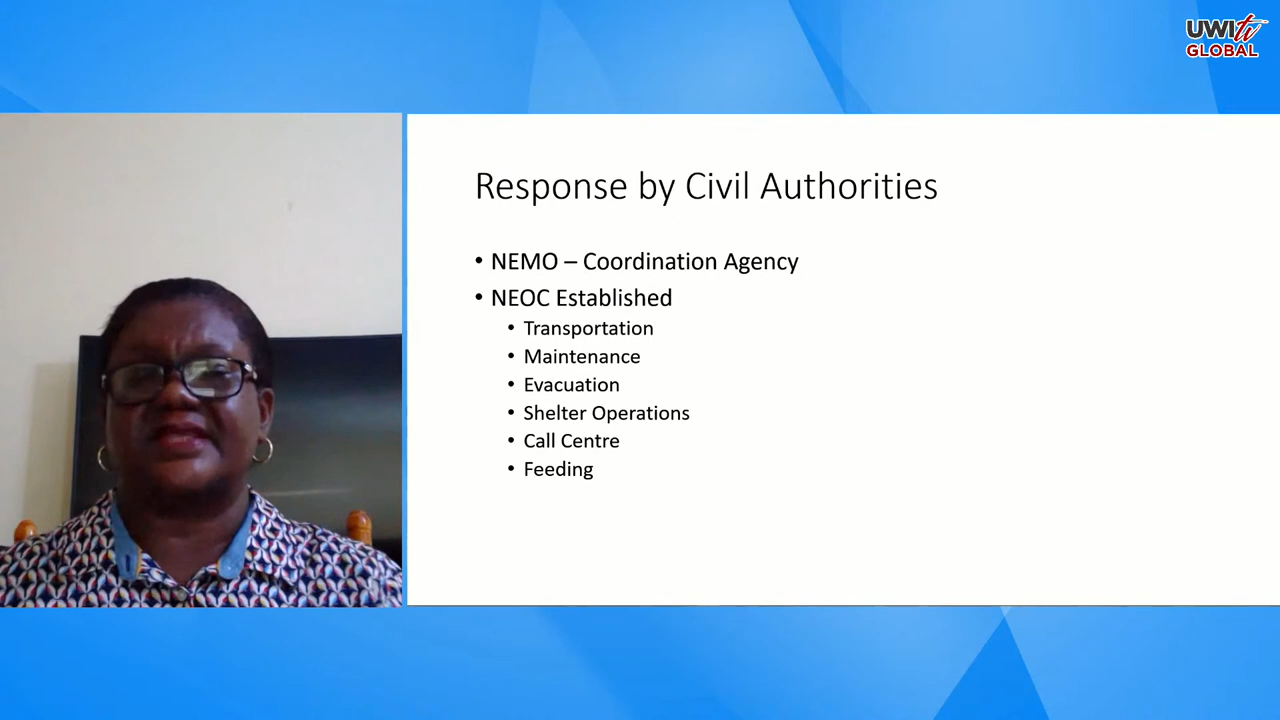 UWItv
GLOBAL
Response by Civil Authorities
• NEMO – Coordination Agency
• NEOC Established
• Transportation
• Maintenance
• Evacuation
• Shelter Operations
• Call Centre
• Feeding